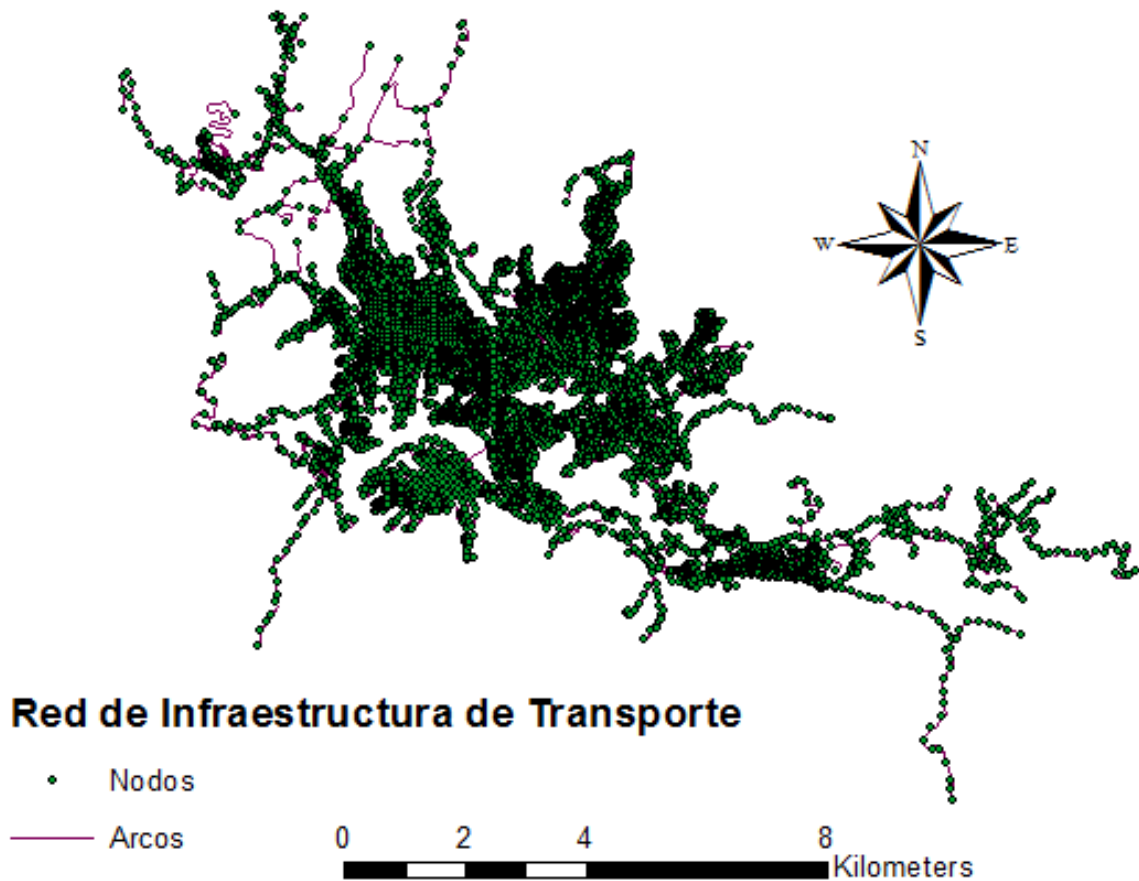 N
W E
S
Red de Infraestructura de Transporte
Nodos
Arcos
0 2 4 8
Kilometers